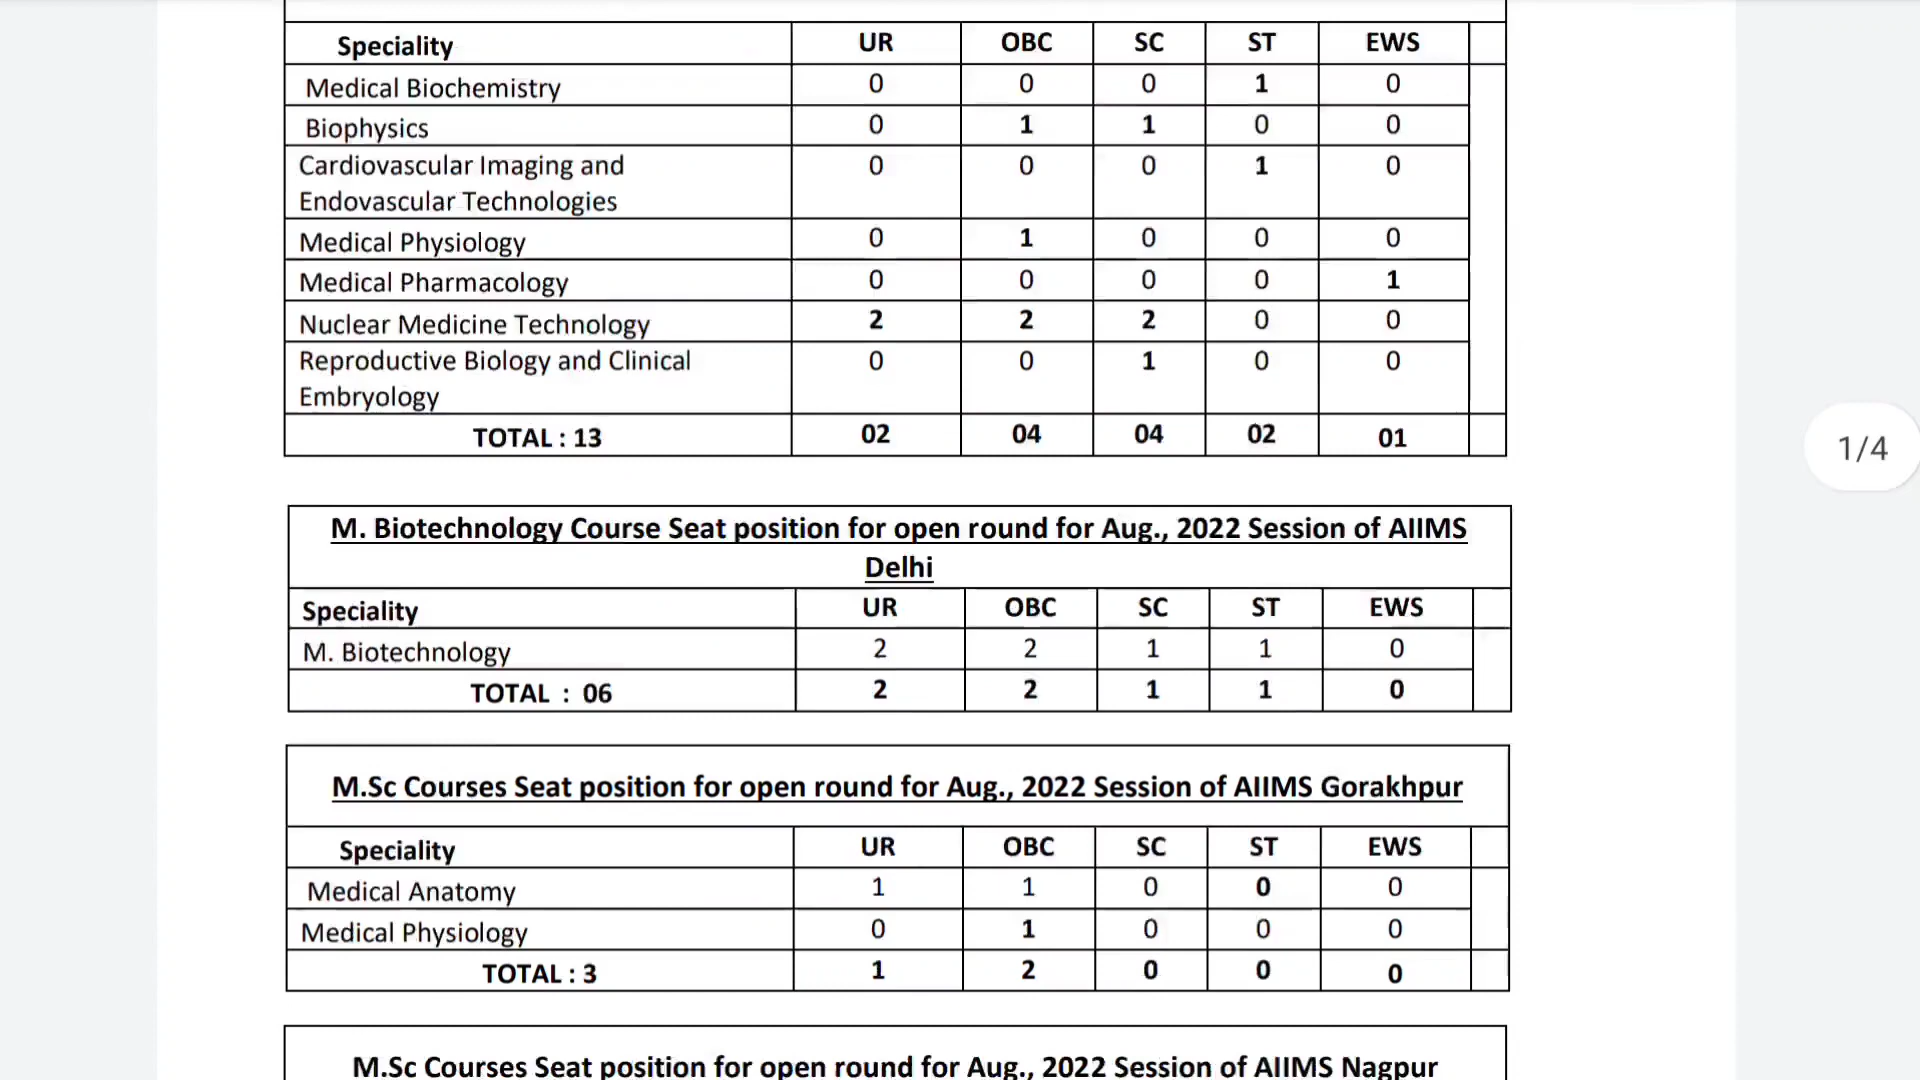 Speciality UR OBC SC ST EWS
Medical Biochemistry 0 0 0 1 0
Biophysics 0 1 1 0 0
Cardiovascular Imaging and 0 0 0 1 0
Endovascular Technologies
Medical Physiology 0 1 0 0 0
Medical Pharmacology 0 0 0 0 1
Nuclear Medicine Technology 2 2 2 0 0
Reproductive Biology and Clinical 0 0 1 0 0
Embryology
TOTAL : 13 02 04 04 02 01
1/4
M. Biotechnology Course Seat position for open round for Aug., 2022 Session of AIIMS
Delhi
Speciality UR OBC SC ST EWS
M. Biotechnology 2 2 1 1 0
TOTAL : 06 2 2 1 1 0
M.Sc Courses Seat position for open round for Aug., 2022 Session of AIIMS Gorakhpur
Speciality UR OBC SC ST EWS
Medical Anatomy 1 1 0 0 0
Medical Physiology 0 1 0 0 0
TOTAL : 3 1 2 0 0 0
M.Sc Courses Seat position for open round for Aug., 2022 Session of AIIMS Nagpur